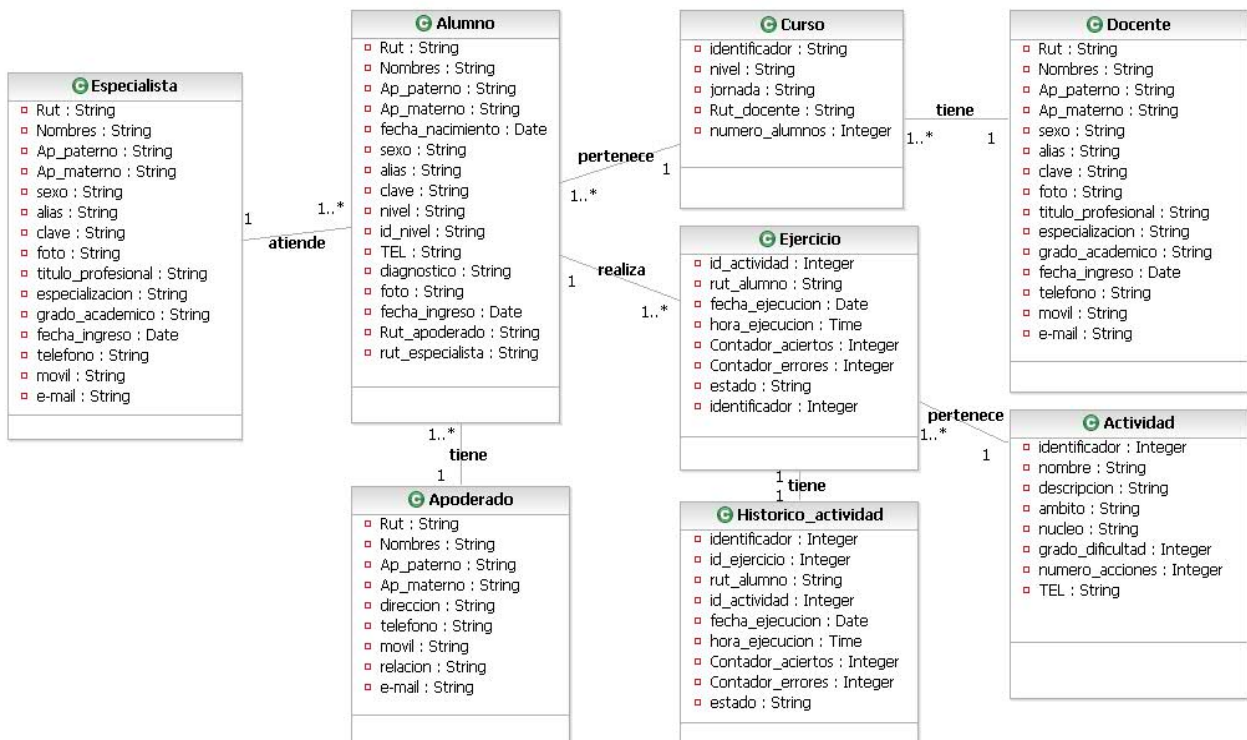 Especialista
Rut : String
Nombres : String
Ap_paterno : String
Ap_materno : String
sexo : String
alias : String
clave : String
foto : String
titulo_profesional : String
especializacion : String
grado_academico : String
fecha_ingreso : Date
telefono : String
movil : String
e-mail : String
1
atiende
1..*
Alumno
Rut : String
Nombres : String
Ap_paterno : String
Ap_materno : String
fecha_nacimiento : Date
sexo : String
alias : String
clave : String
nivel : String
id_nivel : String
TEL : String
diagnostico : String
foto : String
fecha_ingreso : Date
Rut_apoderado : String
rut_especialista : String
1..*
tiene
1
Apoderado
Rut : String
Nombres : String
Ap_paterno : String
Ap_materno : String
direccion : String
telefono : String
movil : String
relacion : String
e-mail : String
pertenece
1..*
1
realiza
1
1..*
Curso
identificador : String
nivel : String
jornada : String
Rut_docente : String
numero_alumnos : Integer
tiene
1..*
1
Ejercicio
id_actividad : Integer
rut_alumno : String
fecha_ejecucion : Date
hora_ejecucion : Time
Contador_aciertos : Integer
Contador_errores : Integer
estado : String
identificador : Integer
1
tiene
1
Historico_actividad
identificador : Integer
id_ejercicio : Integer
rut_alumno : String
id_actividad : Integer
fecha_ejecucion : Date
hora_ejecucion : Time
Contador_aciertos : Integer
Contador_errores : Integer
estado : String
pertenece
1..*
1
Docente
Rut : String
Nombres : String
Ap_paterno : String
Ap_materno : String
sexo : String
alias : String
clave : String
foto : String
titulo_profesional : String
especializacion : String
grado_academico : String
fecha_ingreso : Date
telefono : String
movil : String
e-mail : String
Actividad
identificador : Integer
nombre : String
descripcion : String
ambito : String
nucleo : String
grado_dificultad : Integer
numero_acciones : Integer
TEL : String